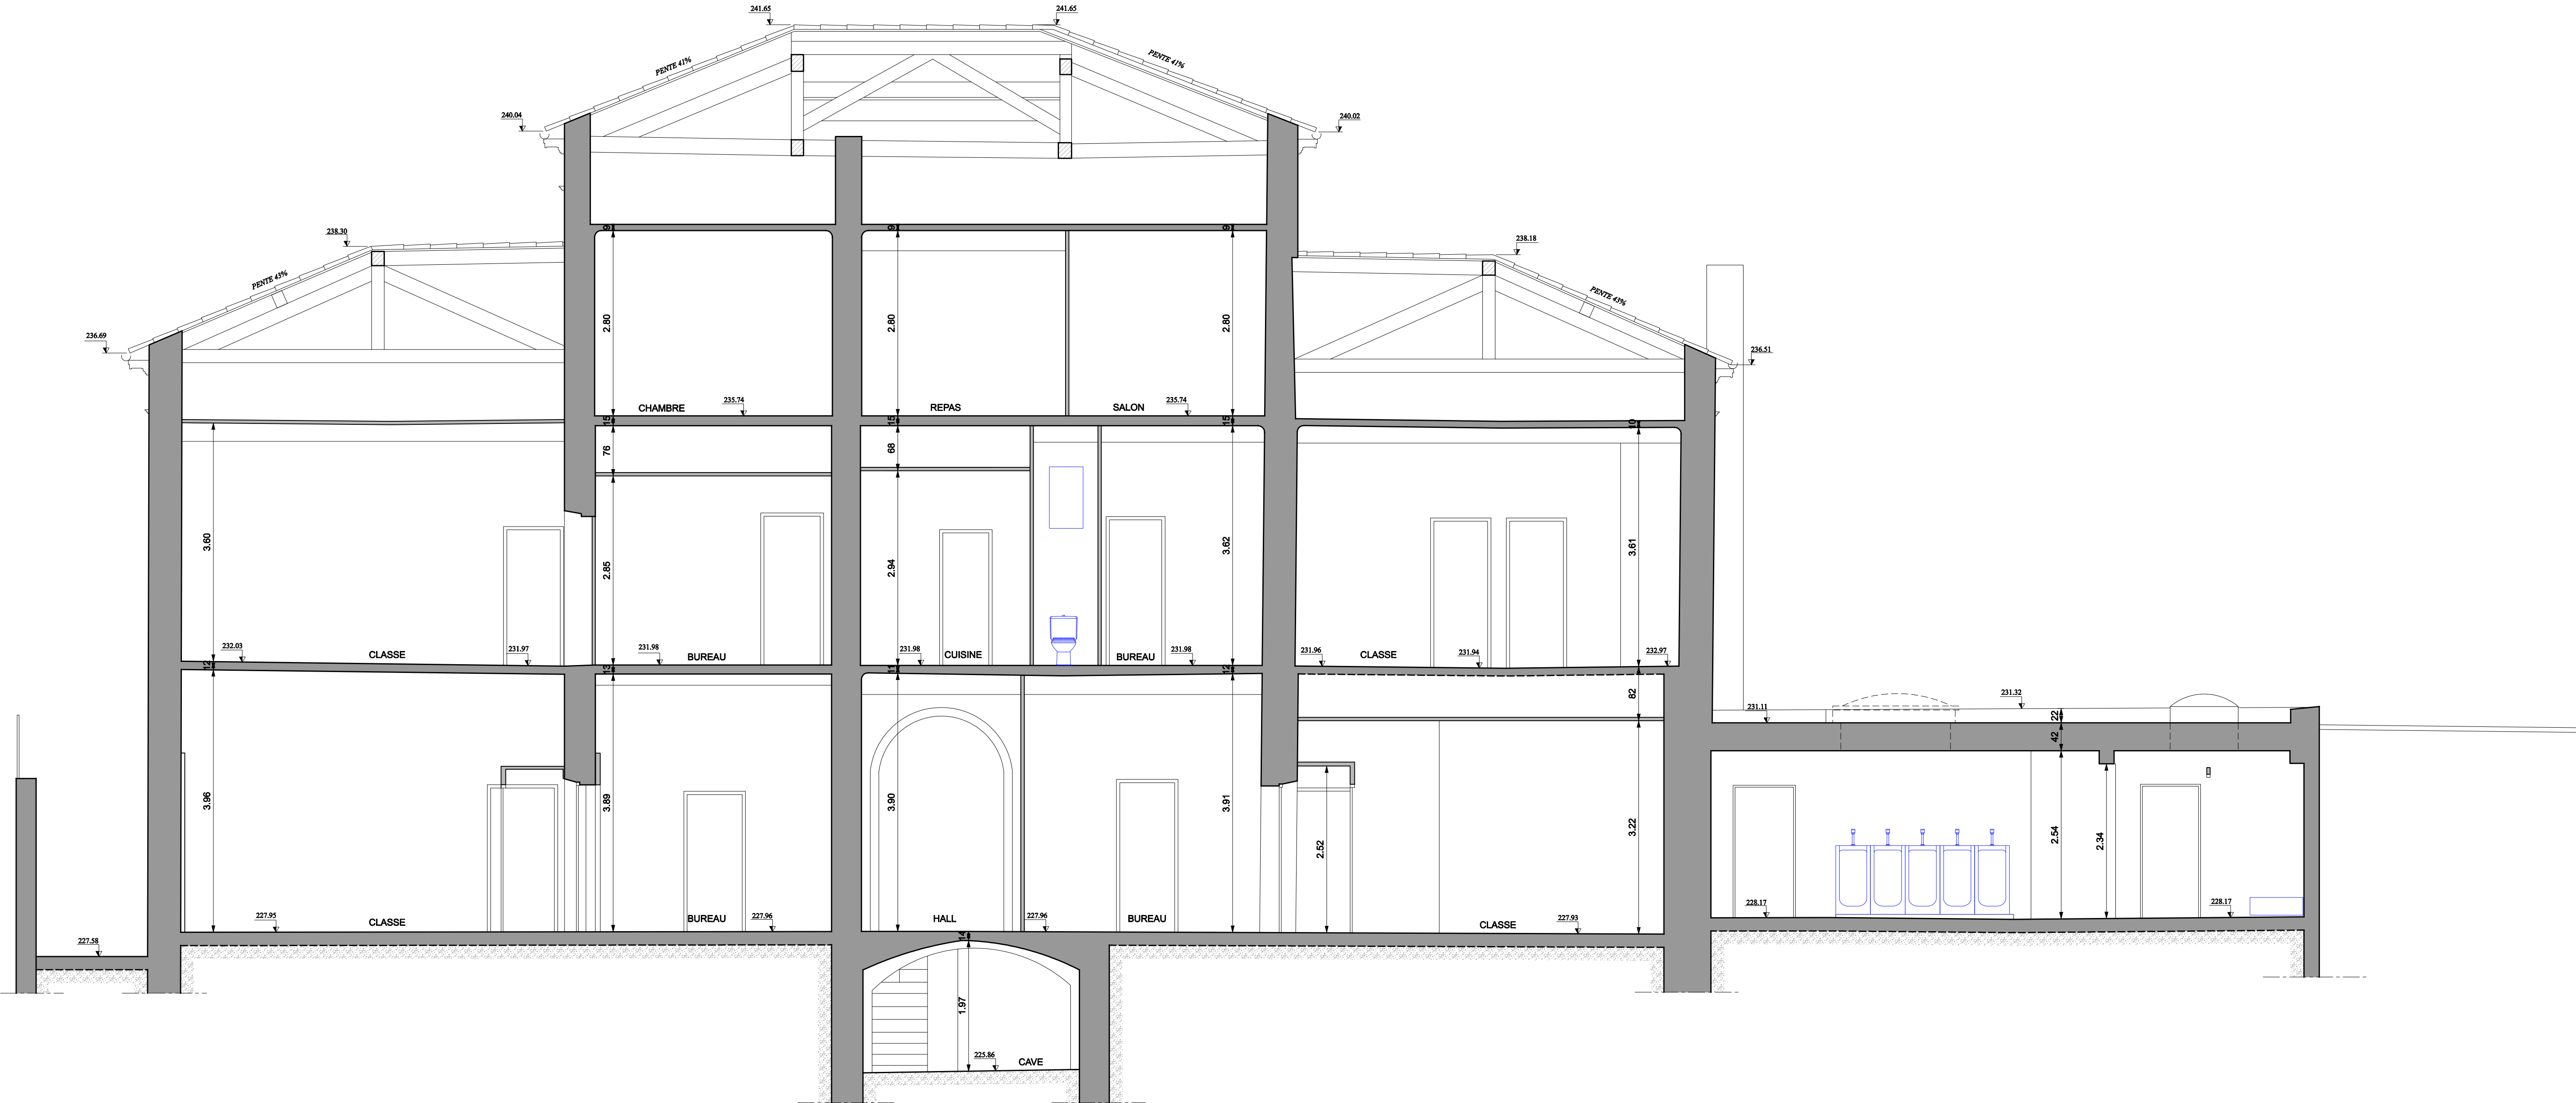 241.65 241.65
PENTE 41% PENTE 41%
240.04 240.02
9 9 9
238.30 238.18
PENTE 43% PENTE 43%
2.80 2.80 2.80
236.69 236.51
CHAMBRE 235.74 REPAS SALON 235.74
15 15 15 10
76 68
3.60 2.85 2.94 3.62 3.61
232.03 CLASSE 231.97 231.98 BUREAU 231.98 CUISINE BUREAU 231.98 231.96 CLASSE 231.94 232.97
12 13 11 12
82
231.11 231.32 22
42
3.96 3.89 3.90 3.91 2.52 3.22 2.54 2.34
228.17 228.17
227.95 CLASSE BUREAU 227.96 HALL 227.96 BUREAU CLASSE 227.93
227.58
14
1.97
225.86 CAVE